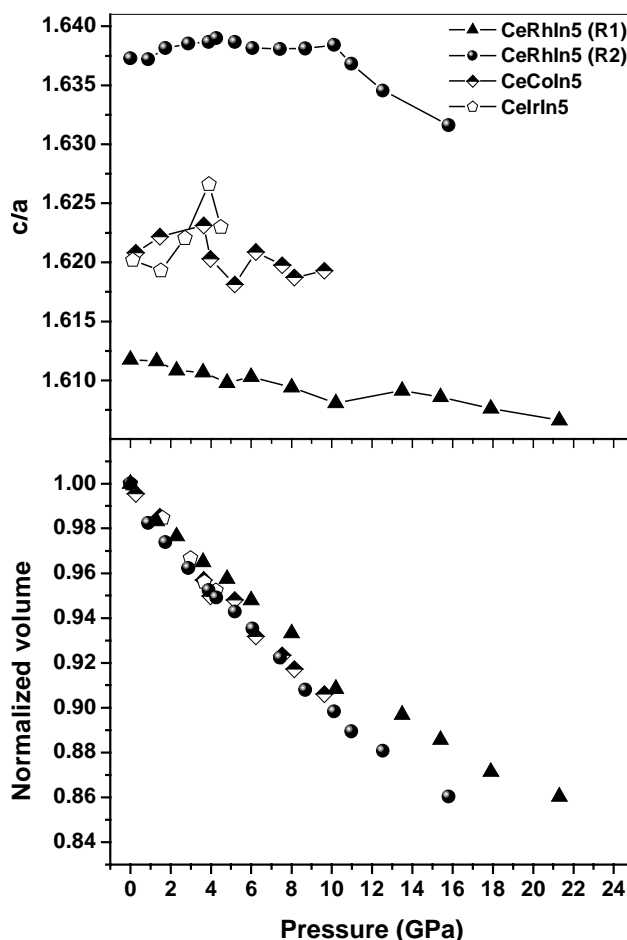 1.640
1.637
1.630
1.625
1.620
1.615
1.610
c/a
CeRhIn5 (R1)
CeRhIn5 (R2)
CeCoIn5
CeIrIn5
1.00
0.98
0.96
0.94
0.92
0.90
0.88
0.86
0.84
Normalized volume
0 2 4 6 8 10 12 14 16 18 20 22 24
Pressure (GPa)